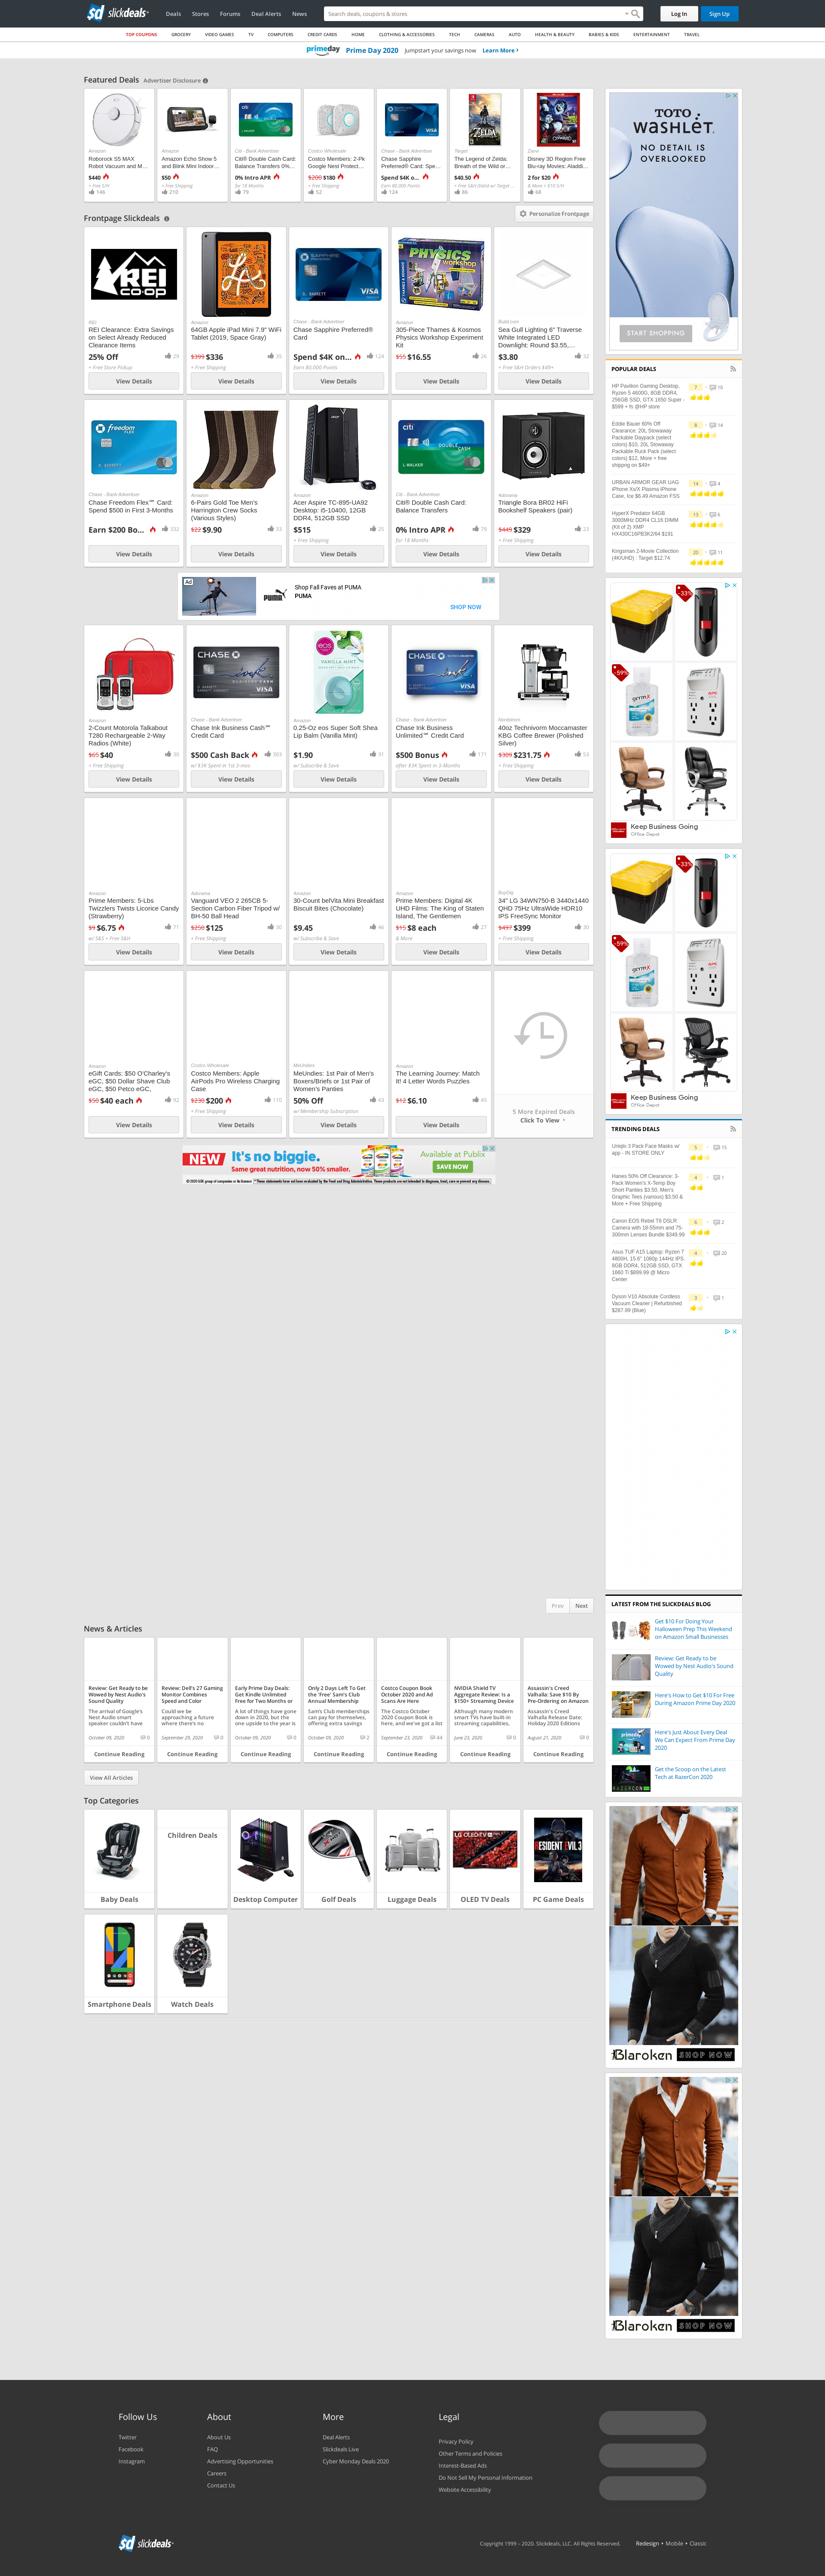 slickdeals
Deals
Stores
Forums
Deal Alerts
News
Search deals, coupons & stores
Log In
Sign Up
TOP COUPONS
GROCERY
VIDEO GAMES
TV
COMPUTERS
CREDIT CARDS
HOME
CLOTHING & ACCESSORIES
TECH
CAMERAS
AUTO
HEALTH & BEAUTY
BABIES & KIDS
ENTERTAINMENT
TRAVEL
prime day
Prime Day 2020
Jumpstart your savings now
Learn More
Featured Deals
Advertiser Disclosure
Amazon
Roborock S5 MAX
Robot Vacuum and M...
$440
+ Free S/H
146
Amazon
Amazon Echo Show 5
and Blink Mini Indoor...
$50
+ Free Shipping
210
Citi - Bank Advertiser
Citi® Double Cash Card:
Balance Transfers 0%...
0% Intro APR
for 18 Months
79
Costco Wholesale
Costco Members: 2-Pk
Google Nest Protect...
$200 $180
+ Free Shipping
52
Chase - Bank Advertiser
Chase Sapphire
Preferred® Card: Spe...
Spend $4K o...
Earn 80,000 Points
124
Target
The Legend of Zelda:
Breath of the Wild or...
$40.50
86
Zavvi
Disney 3D Region Free
Blu-ray Movies: Aladdi...
2 for $20
& More + $10 S/H
68
Frontpage Slickdeals
Personalize Frontpage
REI
REI Clearance: Extra Savings
on Select Already Reduced
Clearance Items
25% Off
29
+ Free Store Pickup
View Details
Amazon
64GB Apple iPad Mini 7.9" WiFi
Tablet (2019, Space Gray)
$399 $336
35
+ Free Shipping
View Details
Chase - Bank Advertiser
Chase Sapphire Preferred®
Card
Spend $4K on...
124
Earn 80,000 Points
View Details
Amazon
305-Piece Thames & Kosmos
Physics Workshop Experiment
Kit
$55 $16.55
26
View Details
Build.com
Sea Gull Lighting 6" Traverse
White Integrated LED
Downlight: Round $3.55,...
$3.80
32
+ Free S&H Orders $49+
View Details
Chase - Bank Advertiser
Chase Freedom Flex℠ Card:
Spend $500 in First 3-Months
Earn $200 Bo...
332
View Details
Amazon
6-Pairs Gold Toe Men's
Harrington Crew Socks
(Various Styles)
$22 $9.90
33
View Details
Amazon
Acer Aspire TC-895-UA92
Desktop: i5-10400, 12GB
DDR4, 512GB SSD
$515
25
+ Free Shipping
View Details
Citi - Bank Advertiser
Citi® Double Cash Card:
Balance Transfers
0% Intro APR
79
for 18 Months
View Details
Adorama
Triangle Bora BR02 HiFi
Bookshelf Speakers (pair)
$449 $329
23
+ Free Shipping
View Details
Ad
Shop Fall Faves at PUMA
PUMA
SHOP NOW
Amazon
2-Count Motorola Talkabout
T280 Rechargeable 2-Way
Radios (White)
$65 $40
30
+ Free Shipping
View Details
Chase - Bank Advertiser
Chase Ink Business Cash℠
Credit Card
$500 Cash Back
303
w/ $3K Spent in 1st 3-mos
View Details
Amazon
0.25-Oz eos Super Soft Shea
Lip Balm (Vanilla Mint)
$1.90
31
w/ Subscribe & Save
View Details
Chase - Bank Advertiser
Chase Ink Business
Unlimited℠ Credit Card
$500 Bonus
171
after $3K Spent in 3-Months
View Details
Nordstrom
40oz Technivorm Moccamaster
KBG Coffee Brewer (Polished
Silver)
$309 $231.75
53
+ Free Shipping
View Details
Amazon
Prime Members: 5-Lbs
Twizzlers Twists Licorice Candy
(Strawberry)
$9 $6.75
71
w/ S&S + Free S&H
View Details
Adorama
Vanguard VEO 2 265CB 5-
Section Carbon Fiber Tripod w/
BH-50 Ball Head
$250 $125
30
+ Free Shipping
View Details
Amazon
30-Count belVita Mini Breakfast
Biscuit Bites (Chocolate)
$9.45
46
w/ Subscribe & Save
View Details
Amazon
Prime Members: Digital 4K
UHD Films: The King of Staten
Island, The Gentlemen
$15 $8 each
27
& More
View Details
BuyDig
34" LG 34WN750-B 3440x1440
QHD 75Hz UltraWide HDR10
IPS FreeSync Monitor
$497 $399
30
+ Free Shipping
View Details
Amazon
eGift Cards: $50 O'Charley's
eGC, $50 Dollar Shave Club
eGC, $50 Petco eGC,
$50 $40 each
92
View Details
Costco Wholesale
Costco Members: Apple
AirPods Pro Wireless Charging
Case
$230 $200
110
+ Free Shipping
View Details
MeUndies
MeUndies: 1st Pair of Men's
Boxers/Briefs or 1st Pair of
Women's Panties
50% Off
43
w/ Membership Subscription
View Details
Amazon
The Learning Journey: Match
It! 4 Letter Words Puzzles
$12 $6.10
45
View Details
5 More Expired Deals
Click To View
NEW
It's no biggie.
Same great versions, now 50% smaller.
Available at Publix
SAVE NOW
Prev
Next
News & Articles
Review: Get Ready to be
Wowed by Nest Audio's
Sound Quality
The arrival of Google's
Nest Audio smart
speaker couldn't have
October 09, 2020
0
Continue Reading
Review: Dell's 27 Gaming
Monitor Combines
Speed and Color
Could we be
approaching a future
where there's no
September 29, 2020
0
Continue Reading
Early Prime Day Deals:
Get Kindle Unlimited
Free for Two Months or
A lot of things have gone
down in 2020, but the
one upside to the year is
October 09, 2020
0
Continue Reading
Only 2 Days Left To Get
the 'Free' Sam's Club
Annual Membership
Sam's Club memberships
can pay for themselves,
offering extra savings
October 09, 2020
2
Continue Reading
Costco Coupon Book
October 2020 and Ad
Scans Are Here
The Costco October
2020 Coupon Book is
here, and we've got a list
September 23, 2020
44
Continue Reading
NVIDIA Shield TV
Aggregate Review: Is a
$150+ Streaming Device
Although many modern
smart TVs have built-in
streaming capabilities,
June 23, 2020
0
Continue Reading
Assassin's Creed
Valhalla: Save $10 By
Pre-Ordering on Amazon
Assassin's Creed
Valhalla Release Date:
Holiday 2020 Editions
August 21, 2020
0
Continue Reading
View All Articles
Top Categories
Baby Deals
Children Deals
Desktop Computer
Golf Deals
Luggage Deals
OLED TV Deals
PC Game Deals
Smartphone Deals
Watch Deals
TOTO
WASHLET
NO DETAIL IS
OVERLOOKED
START SHOPPING
POPULAR DEALS
HP Pavilion Gaming Desktop,
Ryzen 5 4600G, 8GB DDR4,
256GB SSD, GTX 1650 Super -
$599 + fs @HP store
7
Eddie Bauer 60% Off
Clearance: 20L Stowaway
Packable Daypack (select
colors) $10, 20L Stowaway
Packable Ruck Pack (select
colors) $12, More + free
shipping on $49+
8
14
URBAN ARMOR GEAR UAG
iPhone Xs/X Plasma iPhone
Case, Ice $6.49 Amazon FSS
14
4
HyperX Predator 64GB
3000MHz DDR4 CL16 DIMM
(Kit of 2) XMP
HX430C16PB3K2/64 $191
13
6
Kingsman 2-Movie Collection
(4K/UHD) : Target $12.74
20
11
-33%
-59%
Keep Business Going
Office Depot
-33%
-59%
Keep Business Going
Office Depot
TRENDING DEALS
Uniqlo 3 Pack Face Masks w/
app - IN STORE ONLY
5
15
Hanes 50% Off Clearance: 3-
Pack Women's X-Temp Boy
Short Panties $3.50, Men's
Graphic Tees (various) $3.50 &
More + Free Shipping
4
1
Canon EOS Rebel T6 DSLR
Camera with 18-55mm and 75-
300mm Lenses Bundle $349.99
6
2
Asus TUF A15 Laptop: Ryzen 7
4800H, 15.6" 1080p 144Hz IPS,
8GB DDR4, 512GB SSD, GTX
1660 Ti $899.99 @ Micro
Center
4
20
Dyson V10 Absolute Cordless
Vacuum Cleaner | Refurbished
$287.99 (Blue)
3
1
LATEST FROM THE SLICKDEALS BLOG
Get $10 For Doing Your
Halloween Prep This Weekend
on Amazon Small Businesses
Review: Get Ready to be
Wowed by Nest Audio's Sound
Quality
Here's How to Get $10 For Free
During Amazon Prime Day 2020
Here's Just About Every Deal
We Can Expect From Prime Day
2020
Get the Scoop on the Latest
Tech at RazerCon 2020
Blaroken
SHOP NOW
Blaroken
SHOP NOW
Follow Us
Twitter
Facebook
Instagram
About
About Us
FAQ
Advertising Opportunities
Careers
Contact Us
More
Deal Alerts
Slickdeals Live
Cyber Monday Deals 2020
Legal
Privacy Policy
Other Terms and Policies
Interest-Based Ads
Do Not Sell My Personal Information
Website Accessibility
slickdeals
Copyright 1999 - 2020. Slickdeals, LLC. All Rights Reserved.
Redesign • Mobile • Classic